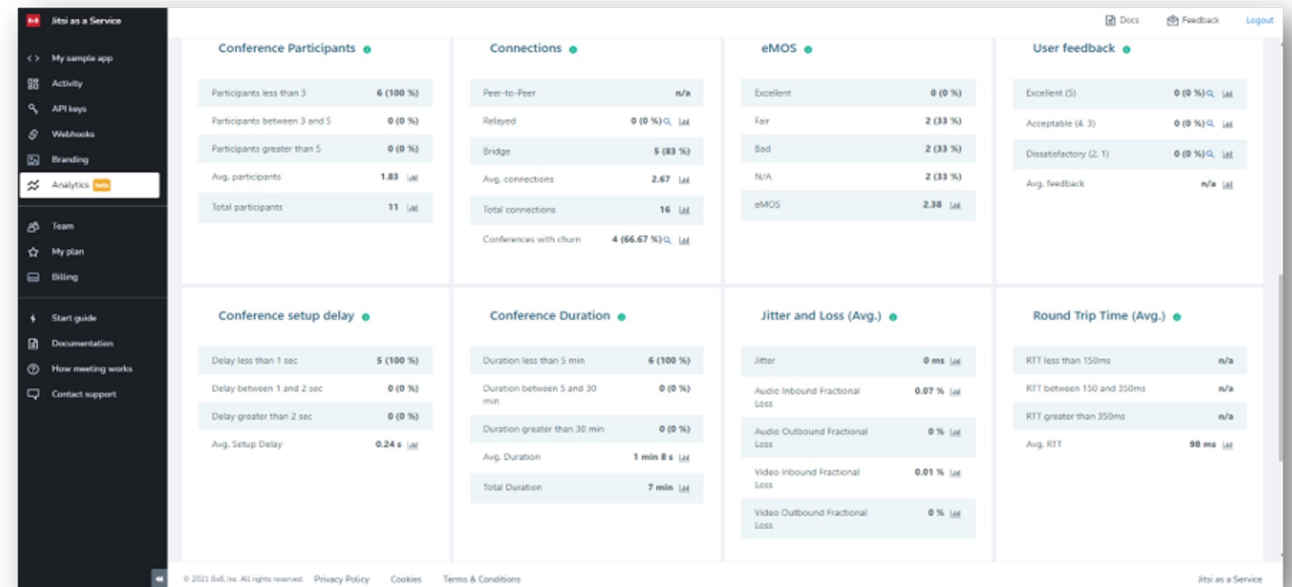 8x8 Jitsi as a Service
Docs
Feedback
Logout
My sample app
Activity
API keys
Webhooks
Branding
Analytics beta
Team
My plan
Billing
Start guide
Documentation
How meeting works
Contact support
Conference Participants
Participants less than 3 6 (100 %)
Participants between 3 and 5 0 (0 %)
Participants greater than 5 0 (0 %)
Avg. participants 1.83
Total participants 11
Connections
Peer-to-Peer n/a
Relayed 0 (0 %)
Bridge 5 (83 %)
Avg. connections 2.67
Total connections 16
Conferences with churn 4 (66.67 %)
eMOS
Excellent 0 (0 %)
Fair 2 (33 %)
Bad 2 (33 %)
N/A 2 (33 %)
eMOS 2.38
User feedback
Excellent (5) 0 (0 %)
Acceptable (4, 3) 0 (0 %)
Dissatisfactory (2, 1) 0 (0 %)
Avg. feedback n/a
Conference setup delay
Delay less than 1 sec 5 (100 %)
Delay between 1 and 2 sec 0 (0 %)
Delay greater than 2 sec 0 (0 %)
Avg. Setup Delay 0.24 s
Conference Duration
Duration less than 5 min 6 (100 %)
Duration between 5 and 30 0 (0 %)
min
Duration greater than 30 min 0 (0 %)
Avg. Duration 1 min 8 s
Total Duration 7 min
Jitter and Loss (Avg.)
Jitter 0 ms
Audio Inbound Fractional 0.07 %
Loss
Audio Outbound Fractional 0 %
Loss
Video Inbound Fractional 0.01 %
Loss
Video Outbound Fractional 0 %
Loss
Round Trip Time (Avg.)
RTT less than 150ms n/a
RTT between 150 and 350ms n/a
RTT greater than 350ms n/a
Avg. RTT 98 ms
© 2021 8x8, Inc. All rights reserved. Privacy Policy Cookies Terms & Conditions
Jitsi as a Service